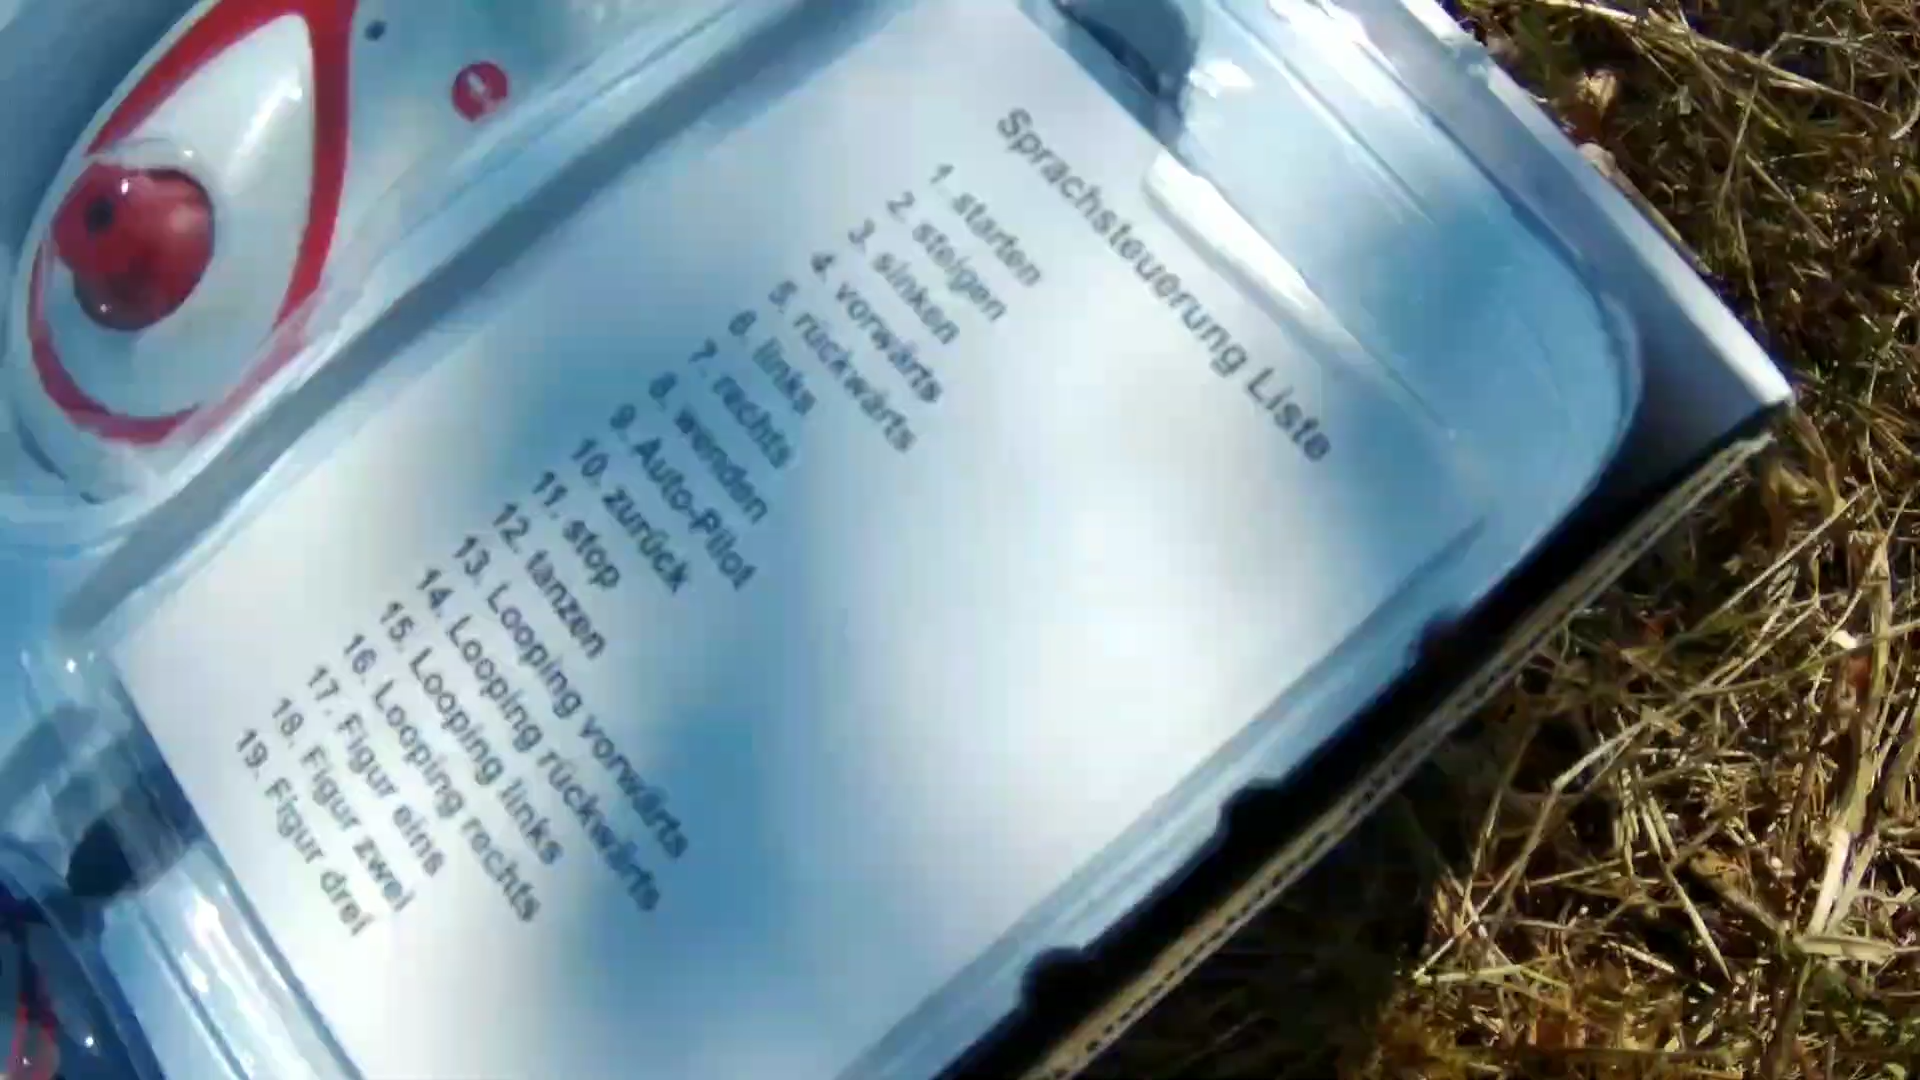 Sprachsteuerung Liste
1. starten
2. steigen
3. sinken
4. vorwärts
5. rückwärts
6. links
7. rechts
8. wenden
9. Auto-Pilot
10. zurück
11. stop
12. tanzen
13. Looping vorwärts
14. Looping rückwärts
15. Looping links
16. Looping rechts
17. Figur eins
18. Figur zwei
19. Figur drei